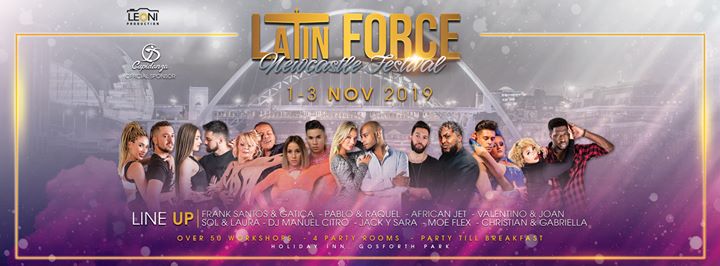 LEONI
PRODUCTION
Cupidanza
OFFICIAL SPONSOR
LATIN FORCE
Newcastle Festival
1-3 NOV 2019
LINE UP
FRANK SANTOS & GATICA - PABLO & RAQUEL - AFRICAN JET - VALENTINO & JOAN
SOL & LAURA - DJ MANUEL CITRO - JACK Y SARA - MOE FLEX - CHRISTIAN & GABRIELLA
OVER 50 WORKSHOPS - 4 PARTY ROOMS - PARTY TILL BREAKFAST
HOLIDAY INN, GOSFORTH PARK